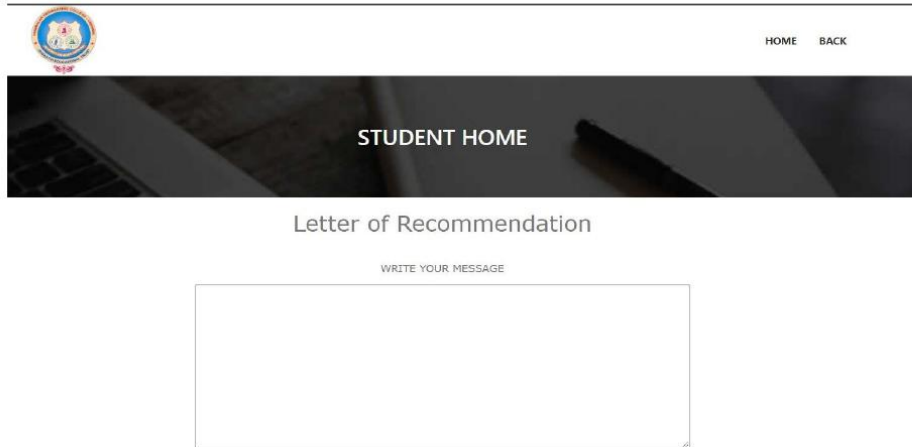 HOME BACK
STUDENT HOME
Letter of Recommendation
WRITE YOUR MESSAGE